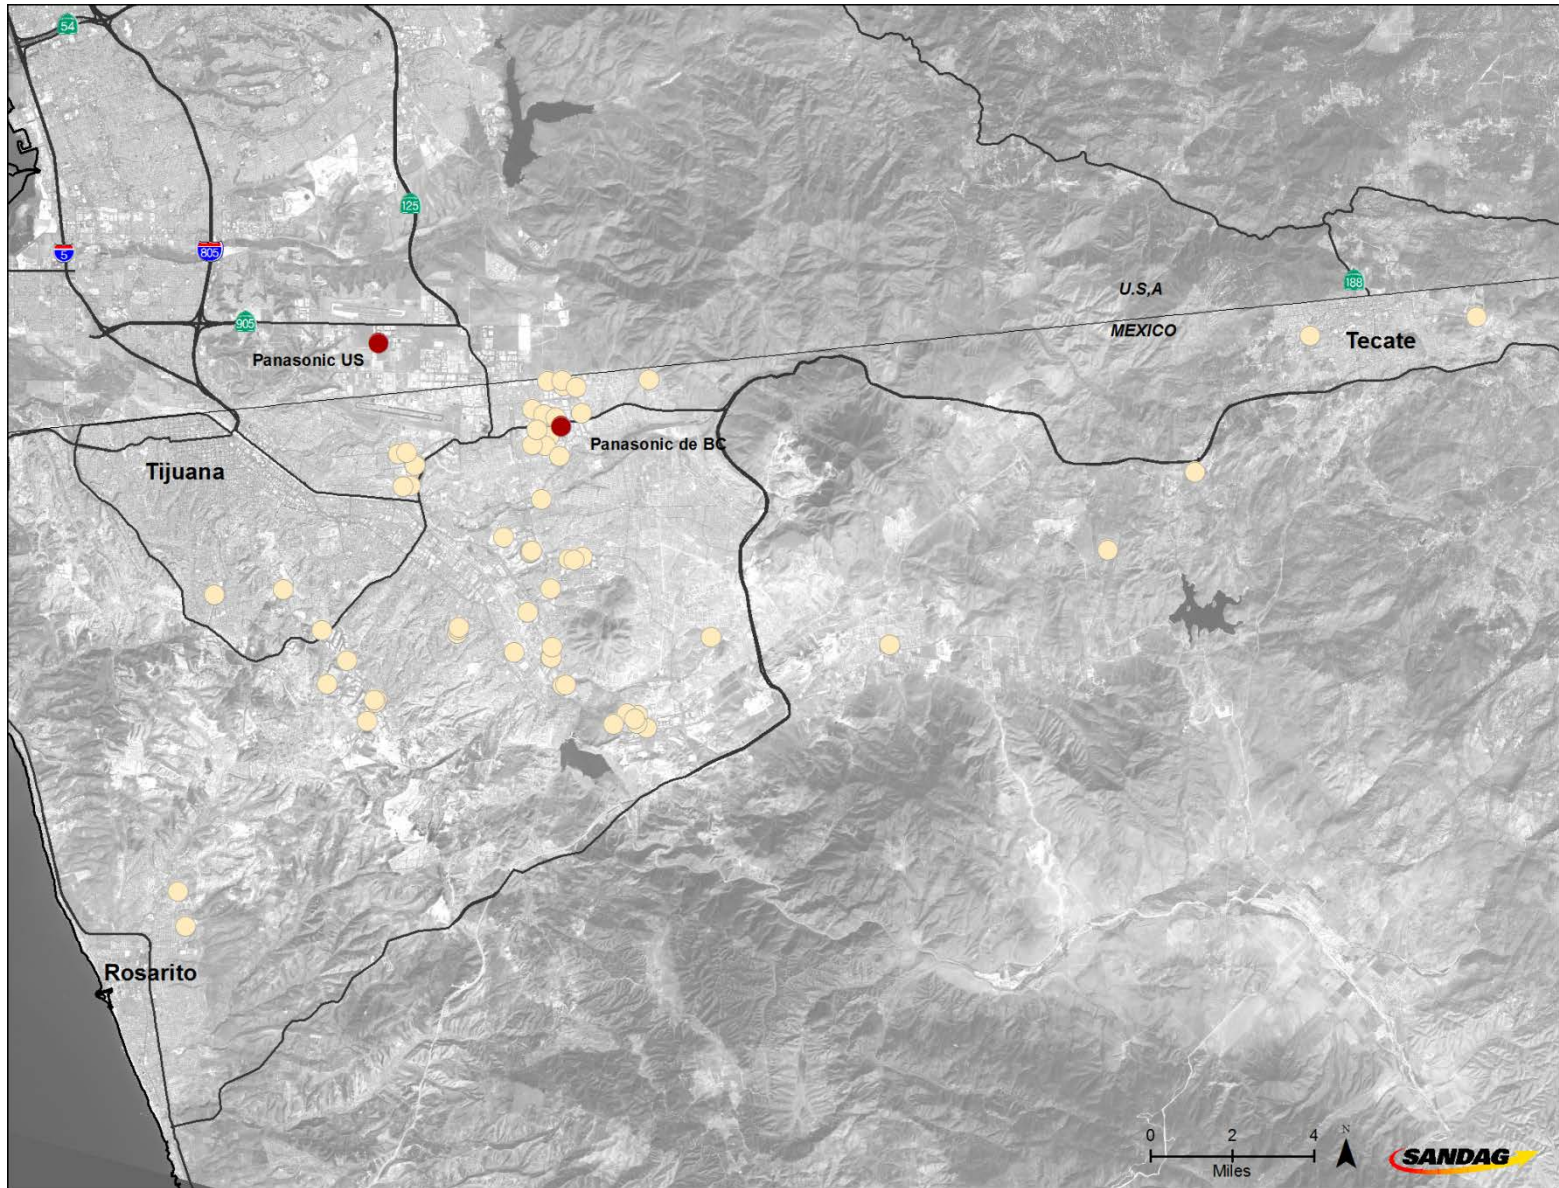 54
125
5
805
U.S,A
188
905
MEXICO
Tecate
Panasonic US
Panasonic de BC
Tijuana
Rosarito
N
0 2 4
Miles
SANDAG